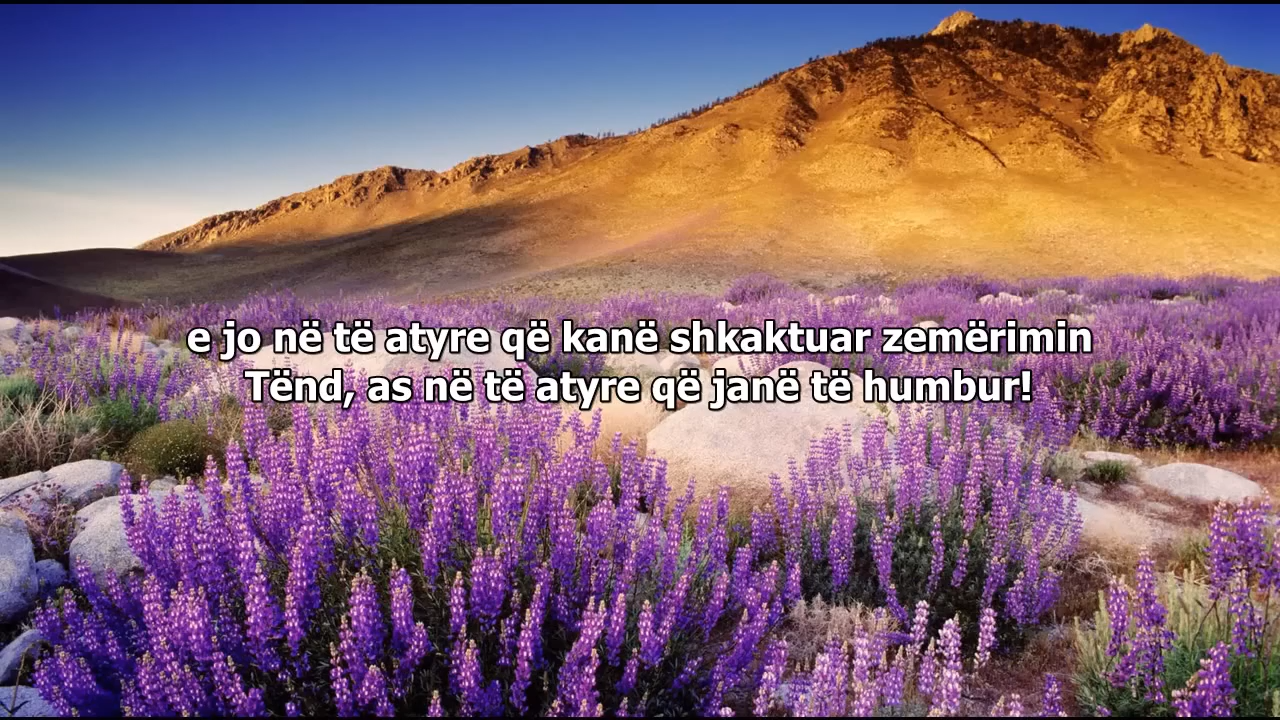 e jo në të atyre që kanë shkaktuar zemërimin
Tënd, as në të atyre që janë të humbur!